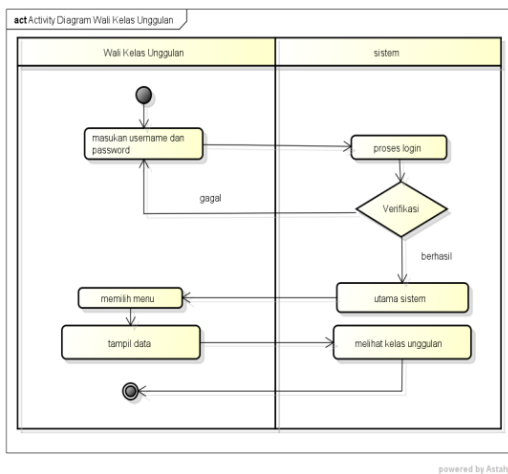 act Activity Diagram Wali Kelas Unggulan
Wali Kelas Unggulan
sistem
masukan username dan
password
proses login
Verifikasi
gagal
berhasil
memilih menu
utama sistem
tampil data
melihat kelas unggulan
powered by Astah